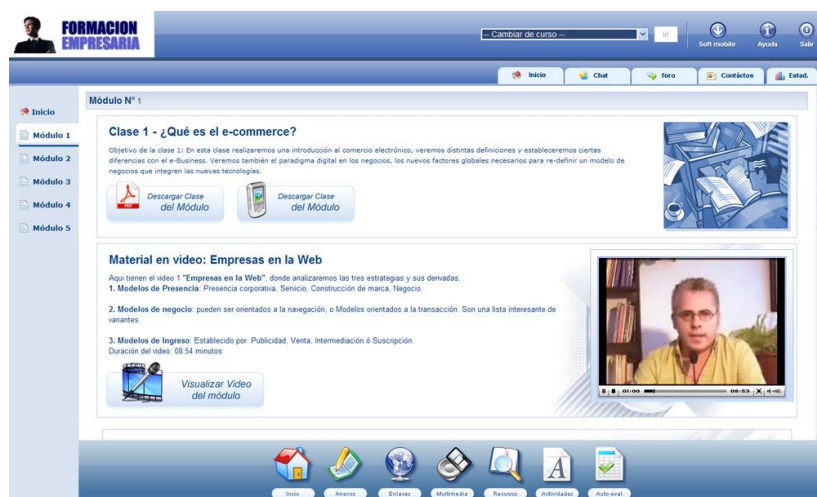 FORMACION
EMPRESARIA
-- Cambiar de curso --
ir!
Soft mobile
Ayuda
Salir
Inicio
Chat
foro
Contáctos
Estad.
Inicio
Módulo 1
Módulo 2
Módulo 3
Módulo 4
Módulo 5
Módulo N° 1
Clase 1 - ¿Qué es el e-commerce?
Objetivo de la clase 1: En esta clase realizaremos una introducción al comercio electrónico, veremos distintas definiciones y estableceremos ciertas
diferencias con el e-Business. Veremos también el paradigma digital en los negocios, los nuevos factores globales necesarios para re-definir un modelo de
negocios que integren las nuevas tecnologías.
PDF
Descargar Clase
del Módulo
Descargar Clase
del Módulo
Material en video: Empresas en la Web
Aqui tienen el video 1 "Empresas en la Web", donde analizaremos las tres estrategias y sus derivadas.
1. Modelos de Presencia: Presencia corporativa, Servicio, Construcción de marca, Negocio.
2. Modelos de negocio: pueden ser orientados a la navegación, o Modelos orientados a la transacción. Son una lista interesante de
variantes.
3. Modelos de Ingreso: Establecido por: Publicidad, Venta, Intermediación ó Suscripción.
Duración del video: 08:54 minutos
Visualizar Video
del módulo
01:00
08:53
Inicio
Anexos
Enlaces
Multimedia
Recursos
Actividades
Auto-eval.